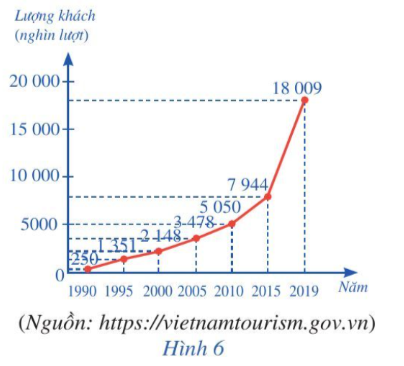 Lượng khách
(nghìn lượt)
20 000
18 009
15 000
10 000
7 944
5 050
5000
3 478
2 148
1 351
250
0
1990 1995 2000 2005 2010 2015 2019 Năm
(Nguồn: https://vietnamtourism.gov.vn)
Hình 6